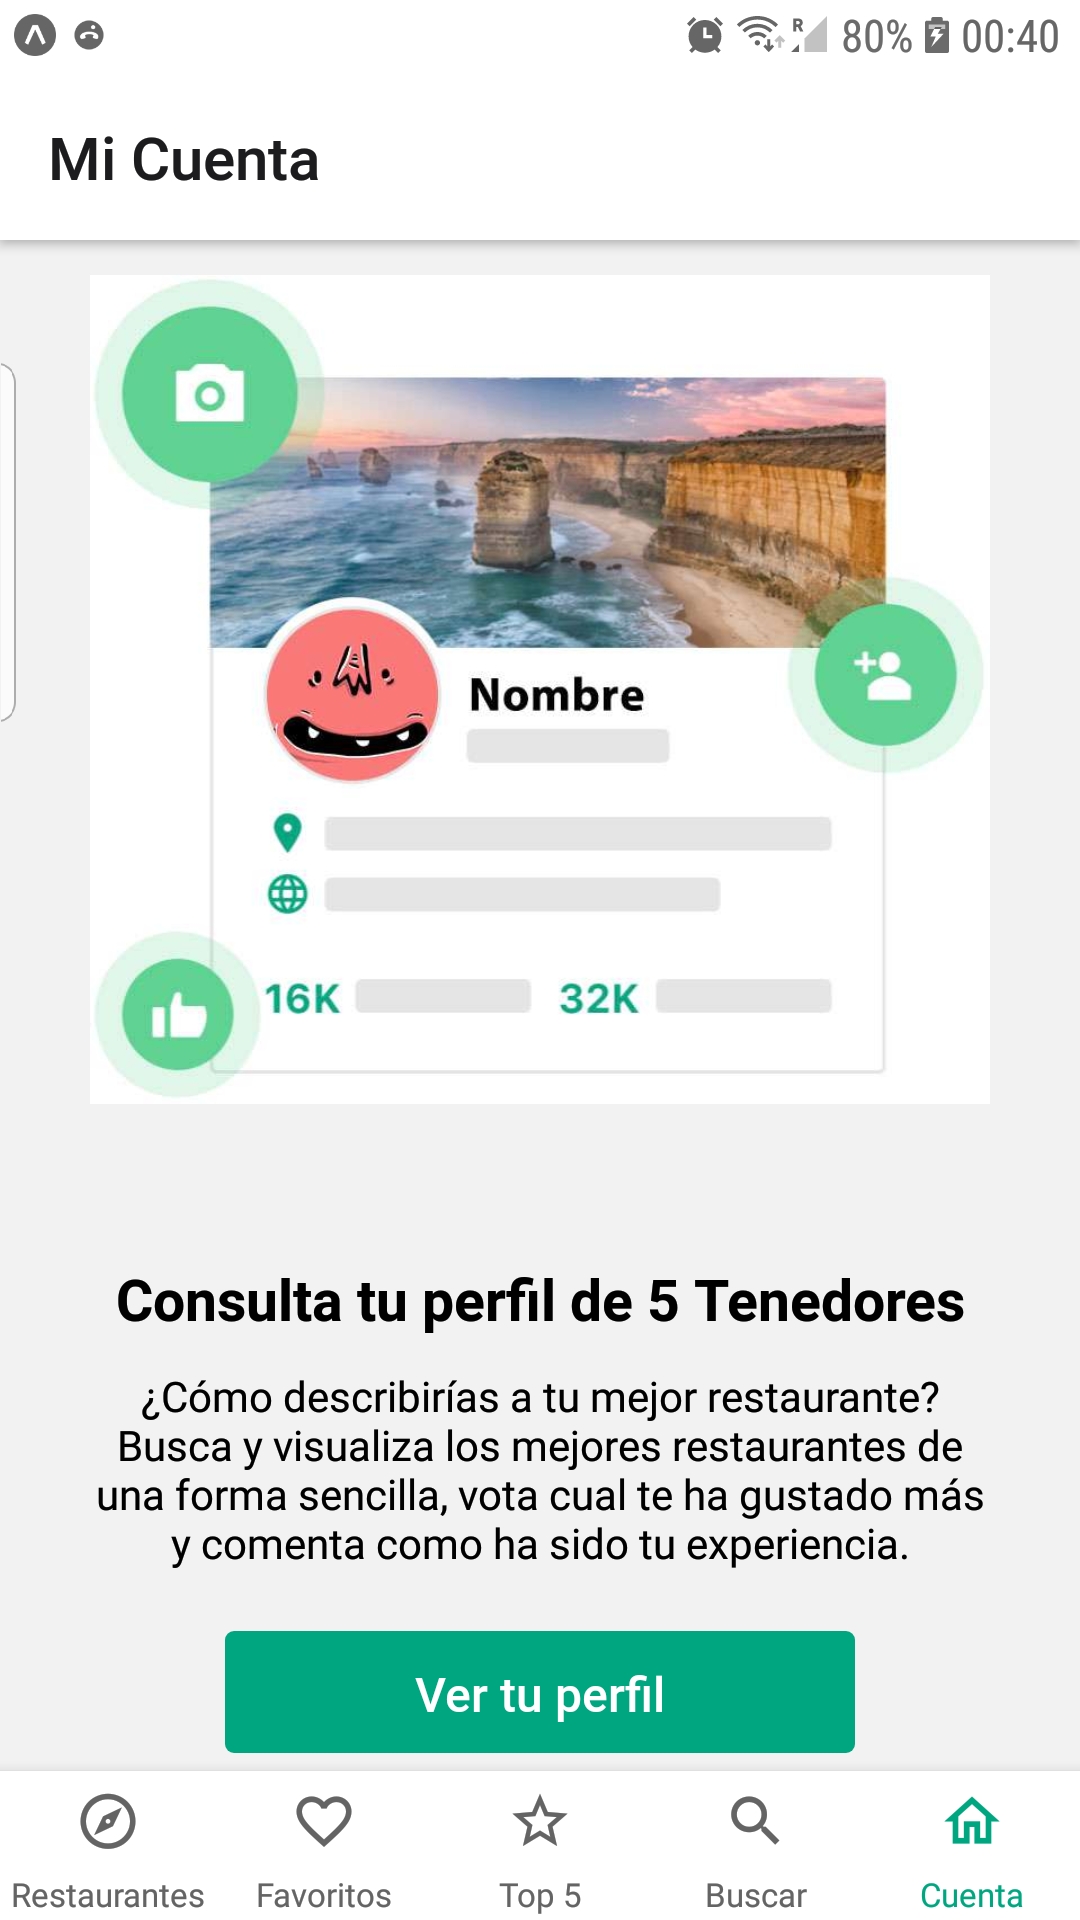 R 80% 00:40
Mi Cuenta
Nombre
16K 32K
Consulta tu perfil de 5 Tenedores
¿Cómo describirías a tu mejor restaurante?
Busca y visualiza los mejores restaurantes de
una forma sencilla, vota cual te ha gustado más
y comenta como ha sido tu experiencia.
Ver tu perfil
Restaurantes Favoritos Top 5 Buscar Cuenta